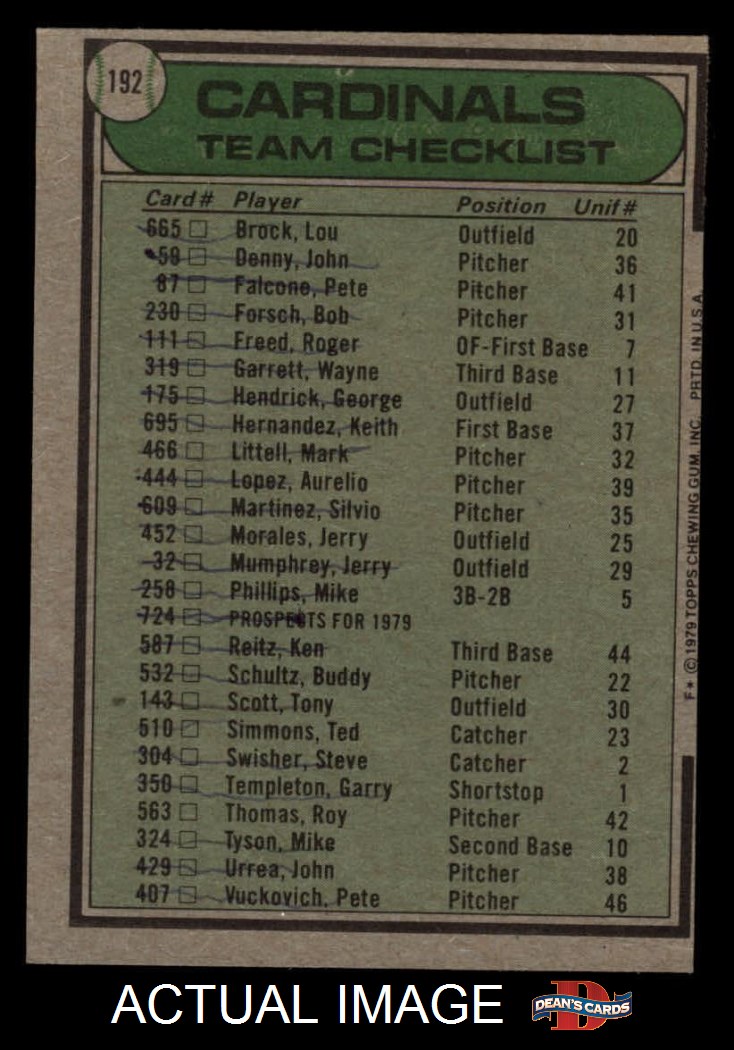 192
CARDINALS
TEAM CHECKLIST
Card # Player Position Unif #
665 Brock, Lou Outfield 20
59 Denny, John Pitcher 36
87 Falcone, Pete Pitcher 41
230 Forsch, Bob Pitcher 31
111 Freed, Roger OF-First Base 7
319 Garrett, Wayne Third Base 11
175 Hendrick, George Outfield 27
695 Hernandez, Keith First Base 37
466 Littell, Mark Pitcher 32
444 Lopez, Aurelio Pitcher 39
609 Martinez, Silvio Pitcher 35
452 Morales, Jerry Outfield 25
32 Mumphrey, Jerry Outfield 29
258 Phillips, Mike 3B-2B 5
724 PROSPECTS FOR 1979
587 Reitz, Ken Third Base 44
532 Schultz, Buddy Pitcher 22
143 Scott, Tony Outfield 30
510 Simmons, Ted Catcher 23
304 Swisher, Steve Catcher 2
350 Templeton, Garry Shortstop 1
563 Thomas, Roy Pitcher 42
324 Tyson, Mike Second Base 10
429 Urrea, John Pitcher 38
407 Vuckovich, Pete Pitcher 46
F* © 1979 TOPPS CHEWING GUM, INC. PRTD. IN U.S.A.
ACTUAL IMAGE
D
DEAN'S CARDS